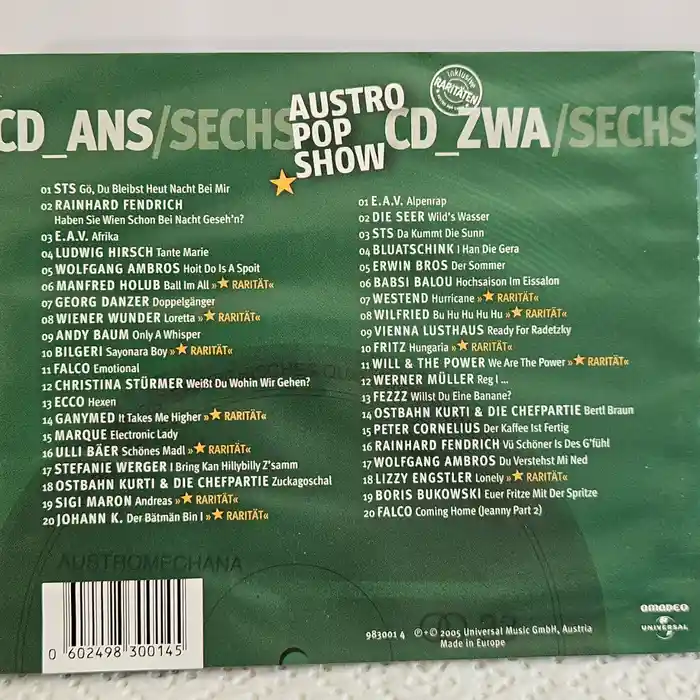 CD_ANS/SECHS
AUSTRO
POP
SHOW
inklusive
RARITÄTEN
CD_ZWA/SECHS
01 STS Gö, Du Bleibst Heut Nacht Bei Mir
02 RAINHARD FENDRICH
Haben Sie Wien Schon Bei Nacht Geseh'n?
03 E.A.V. Afrika
04 LUDWIG HIRSCH Tante Marie
05 WOLFGANG AMBROS Hoit Do Is A Spoit
06 MANFRED HOLUB Ball Im All »★ RARITÄT«
07 GEORG DANZER Doppelgänger
08 WIENER WUNDER Loretta »★ RARITÄT«
09 ANDY BAUM Only A Whisper
10 BILGERI Sayonara Boy »★ RARITÄT«
11 FALCO Emotional
12 CHRISTINA STÜRMER Weißt Du Wohin Wir Gehen?
13 ECCO Hexen
14 GANYMED It Takes Me Higher »★ RARITÄT«
15 MARQUE Electronic Lady
16 ULLI BÄER Schönes Madl »★ RARITÄT«
17 STEFANIE WERGER I Bring Kan Hillybilly Z'samm
18 OSTBAHN KURTI & DIE CHEFPARTIE Zuckagoschal
19 SIGI MARON Andreas »★ RARITÄT«
20 JOHANN K. Der Bätmän Bin I »★ RARITÄT«
01 E.A.V. Alpenrap
02 DIE SEER Wild's Wasser
03 STS Da Kummt Die Sunn
04 BLUATSCHINK I Han Die Gera
05 ERWIN BROS Der Sommer
06 BABSI BALOU Hochsaison Im Eissalon
07 WESTEND Hurricane »★ RARITÄT«
08 WILFRIED Bu Hu Hu Hu Hu »★ RARITÄT«
09 VIENNA LUSTHAUS Ready For Radetzky
10 FRITZ Hungaria »★ RARITÄT«
11 WILL & THE POWER We Are The Power »★ RARITÄT«
12 WERNER MÜLLER Reg I ...
13 FEZZZ Willst Du Eine Banane?
14 OSTBAHN KURTI & DIE CHEFPARTIE Bertl Braun
15 PETER CORNELIUS Der Kaffee Ist Fertig
16 RAINHARD FENDRICH Vü Schöner Is Des G'fühl
17 WOLFGANG AMBROS Du Verstehst Mi Ned
18 LIZZY ENGSTLER Lonely »★ RARITÄT«
19 BORIS BUKOWSKI Euer Fritze Mit Der Spritze
20 FALCO Coming Home (Jeanny Part 2)
AUSTROMECHANA
0 602498 300145
983001 4 ℗ + © 2005 Universal Music GmbH, Austria
Made in Europe
amadeo
UNIVERSAL